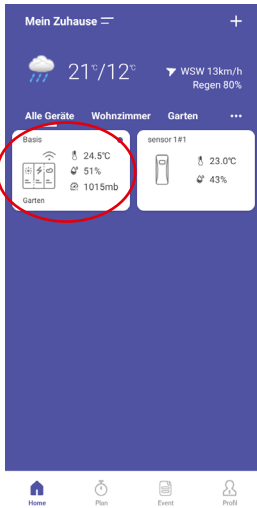 Mein Zuhause
21℃/12℃
WSW 13km/h
Regen 80%
Alle Geräte Wohnzimmer Garten
Basis
24.5℃
51%
1015mb
Garten
sensor 1#1
23.0℃
43%
Home Plan Event Profil